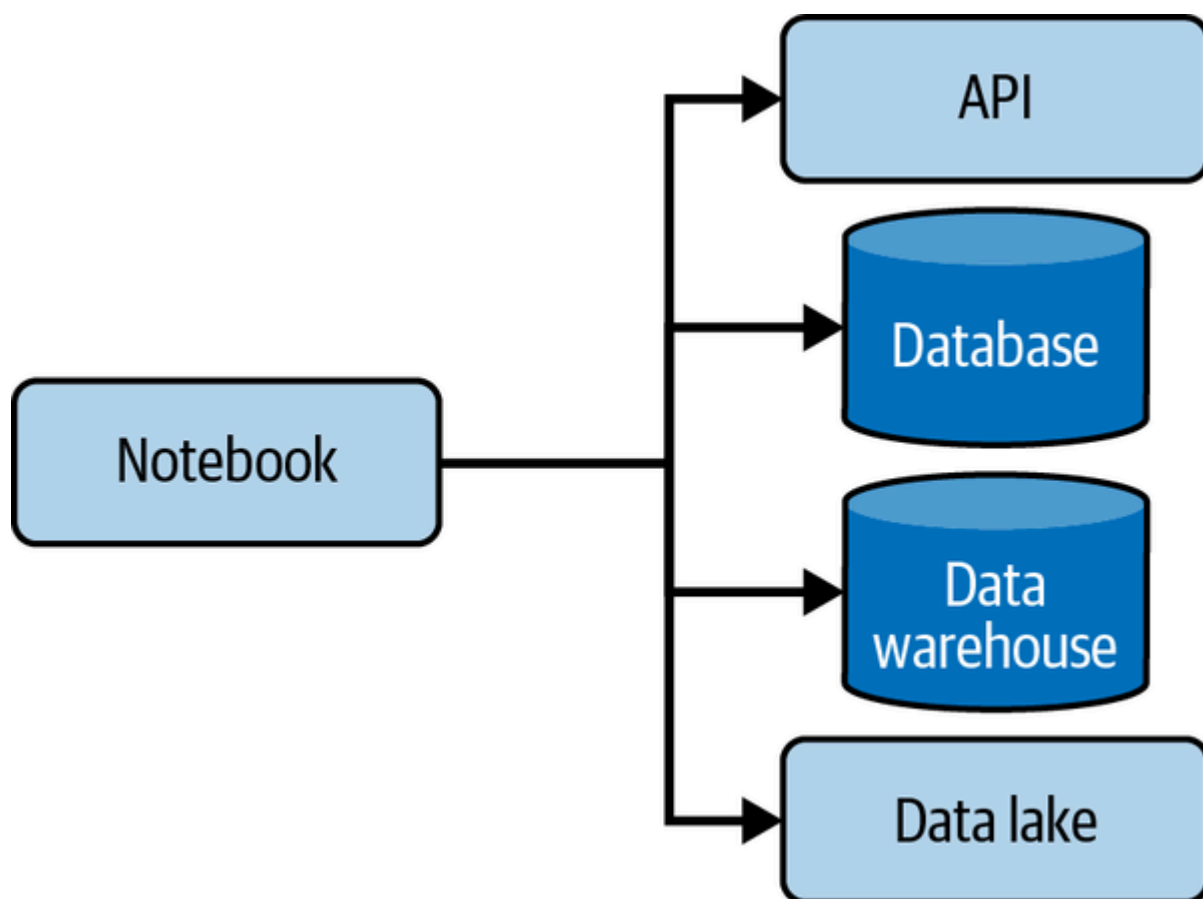 API
Database
Notebook
Data
warehouse
Data lake